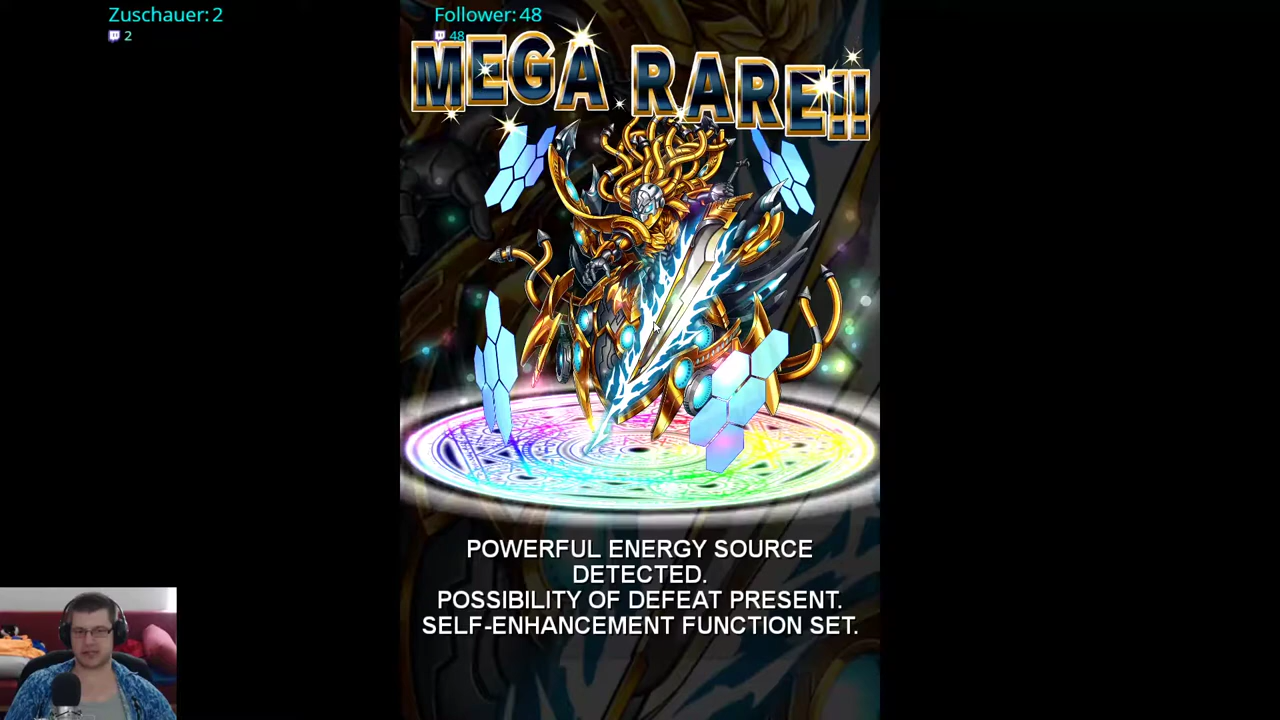 Zuschauer: 2
2
Follower: 48
48
MEGA RARE!!
POWERFUL ENERGY SOURCE
DETECTED.
POSSIBILITY OF DEFEAT PRESENT.
SELF-ENHANCEMENT FUNCTION SET.